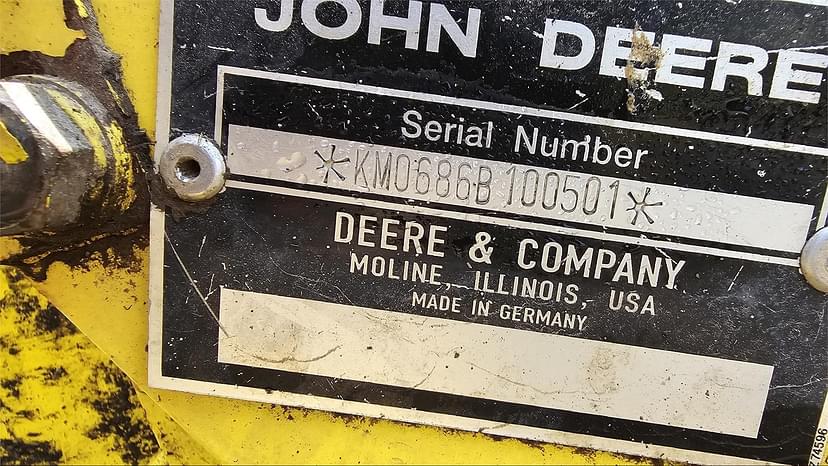 JOHN DEERE
Serial Number
*KM0686B100501*
DEERE & COMPANY
MOLINE, ILLINOIS, USA
MADE IN GERMANY